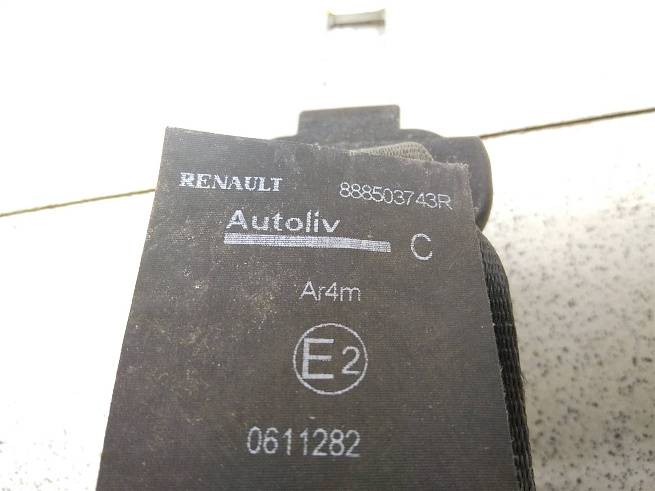 RENAULT 888503743R
Autoliv C
Ar4m
E2
0611282